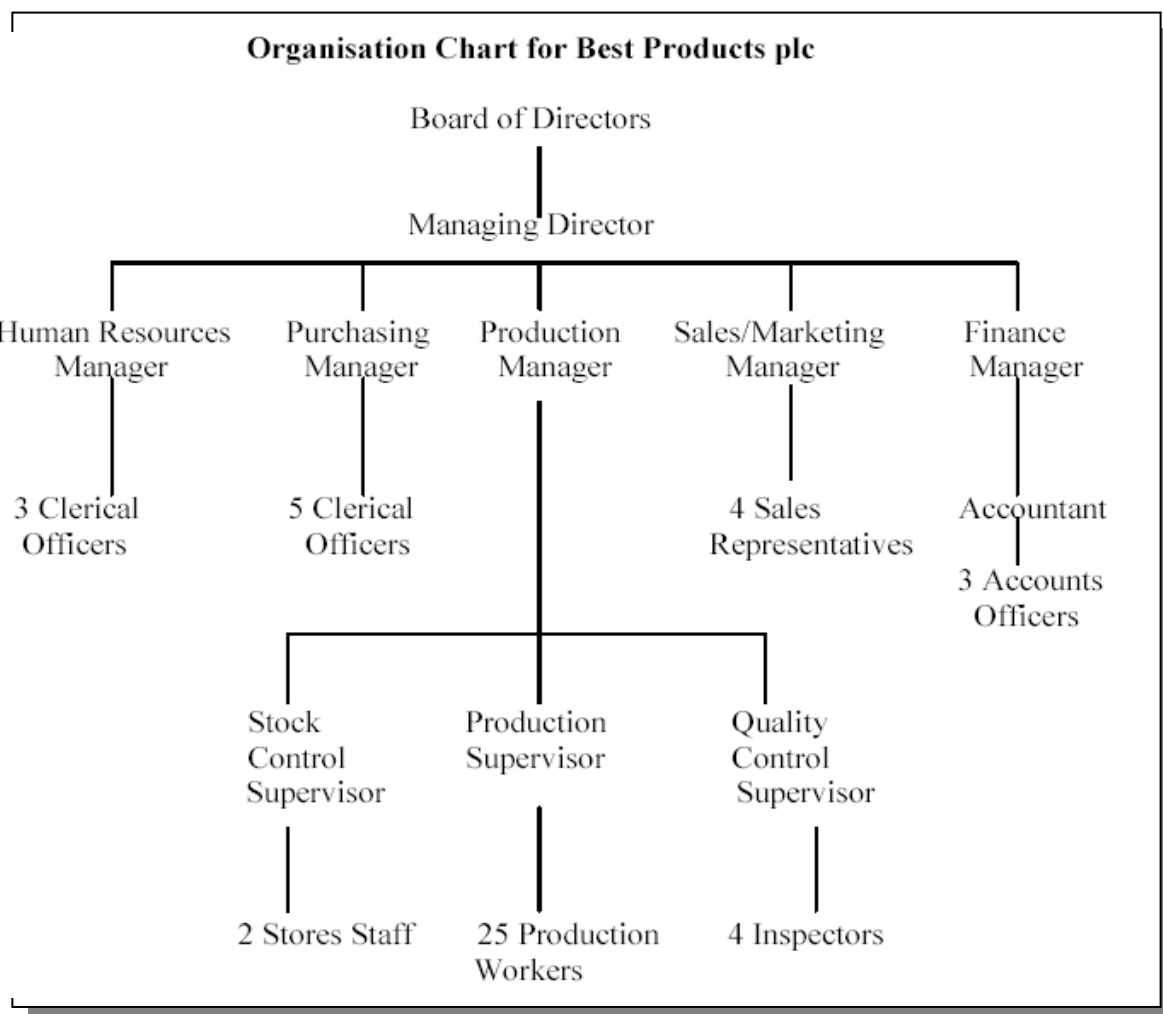 Organisation Chart for Best Products plc
Board of Directors
Managing Director
Human Resources
Manager
Purchasing
Manager
Production
Manager
Sales/Marketing
Manager
Finance
Manager
3 Clerical
Officers
5 Clerical
Officers
4 Sales
Representatives
Accountant
3 Accounts
Officers
Stock
Control
Supervisor
Production
Supervisor
Quality
Control
Supervisor
2 Stores Staff
25 Production
Workers
4 Inspectors